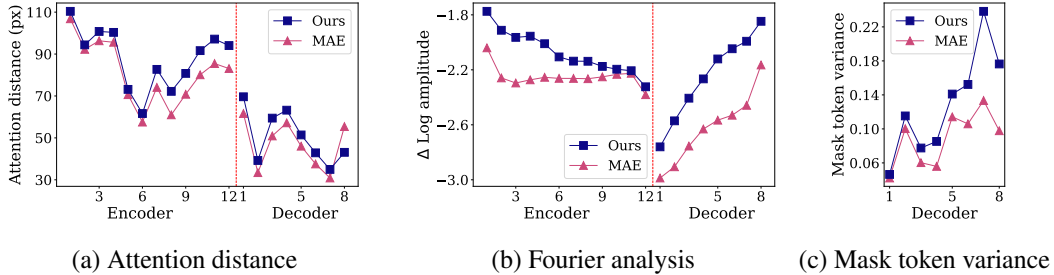 110
90
70
50
30
Attention distance (px)
Ours
MAE
3
6
9
12
1
5
8
Encoder
Decoder
(a) Attention distance
−1.8
−2.2
−2.6
−3.0
Δ Log amplitude
Ours
MAE
3
6
9
12
1
5
8
Encoder
Decoder
(b) Fourier analysis
0.22
0.18
0.14
0.10
0.06
Mask token variance
Ours
MAE
1
5
8
Decoder
(c) Mask token variance